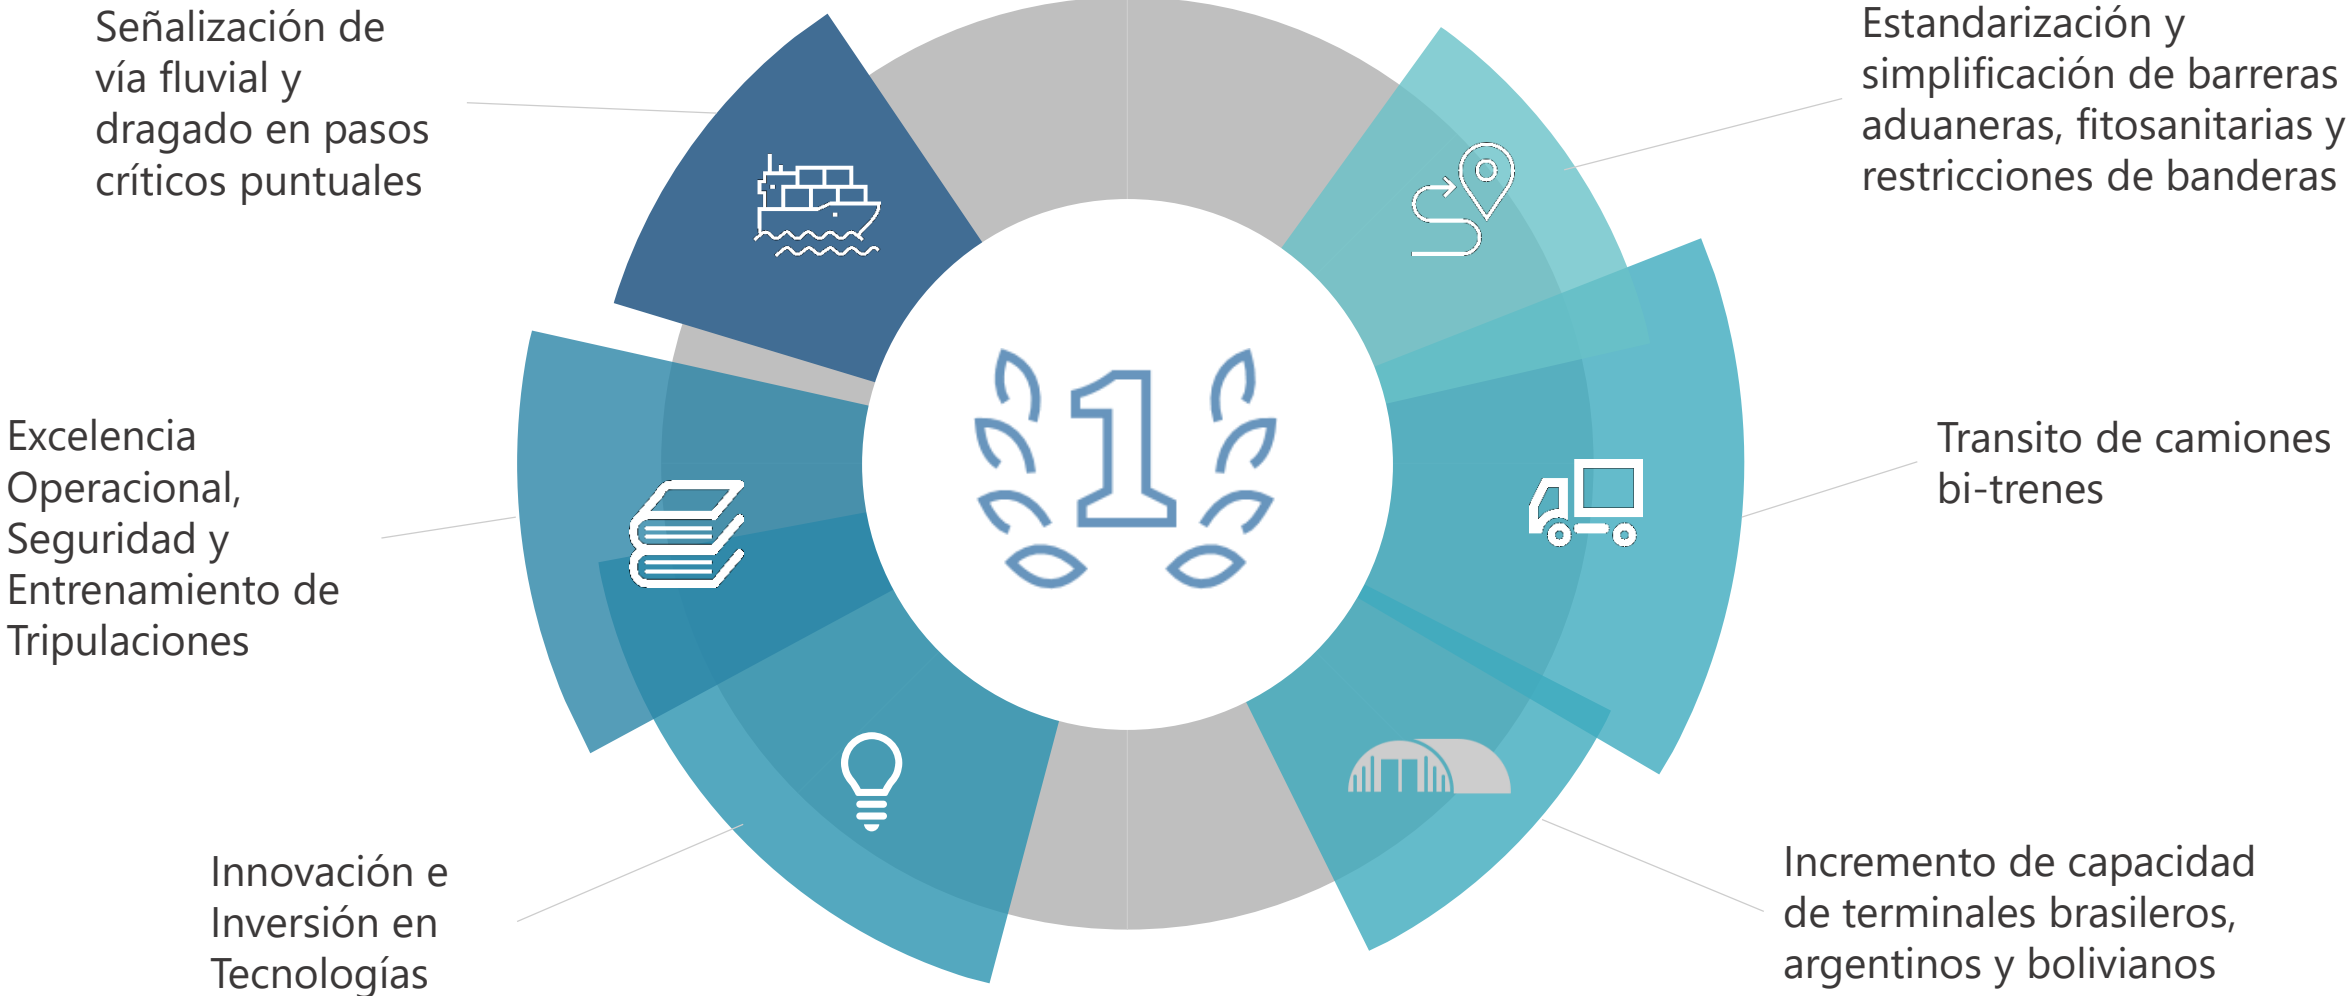 Señalización de
vía fluvial y
dragado en pasos
críticos puntuales
Estandarización y
simplificación de barreras
aduaneras, fitosanitarias y
restricciones de banderas
1
Excelencia
Operacional,
Seguridad y
Entrenamiento de
Tripulaciones
Transito de camiones
bi-trenes
Innovación e
Inversión en
Tecnologías
Incremento de capacidad
de terminales brasileros,
argentinos y bolivianos